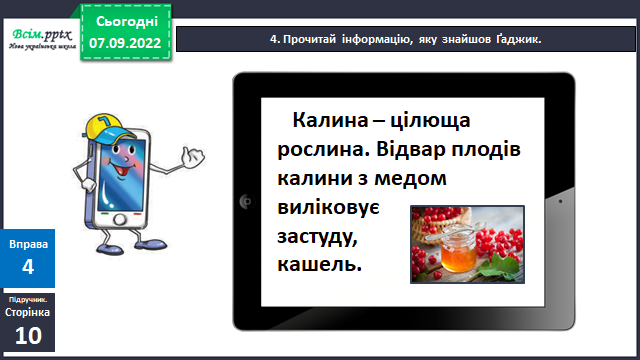 Всім.pptx
Нова українська школа
Сьогодні
07.09.2022
4. Прочитай інформацію, яку знайшов Ґаджик.
Калина – цілюща
рослина. Відвар плодів
калини з медом
виліковує
застуду,
кашель.
Вправа
4
Підручник.
Сторінка
10